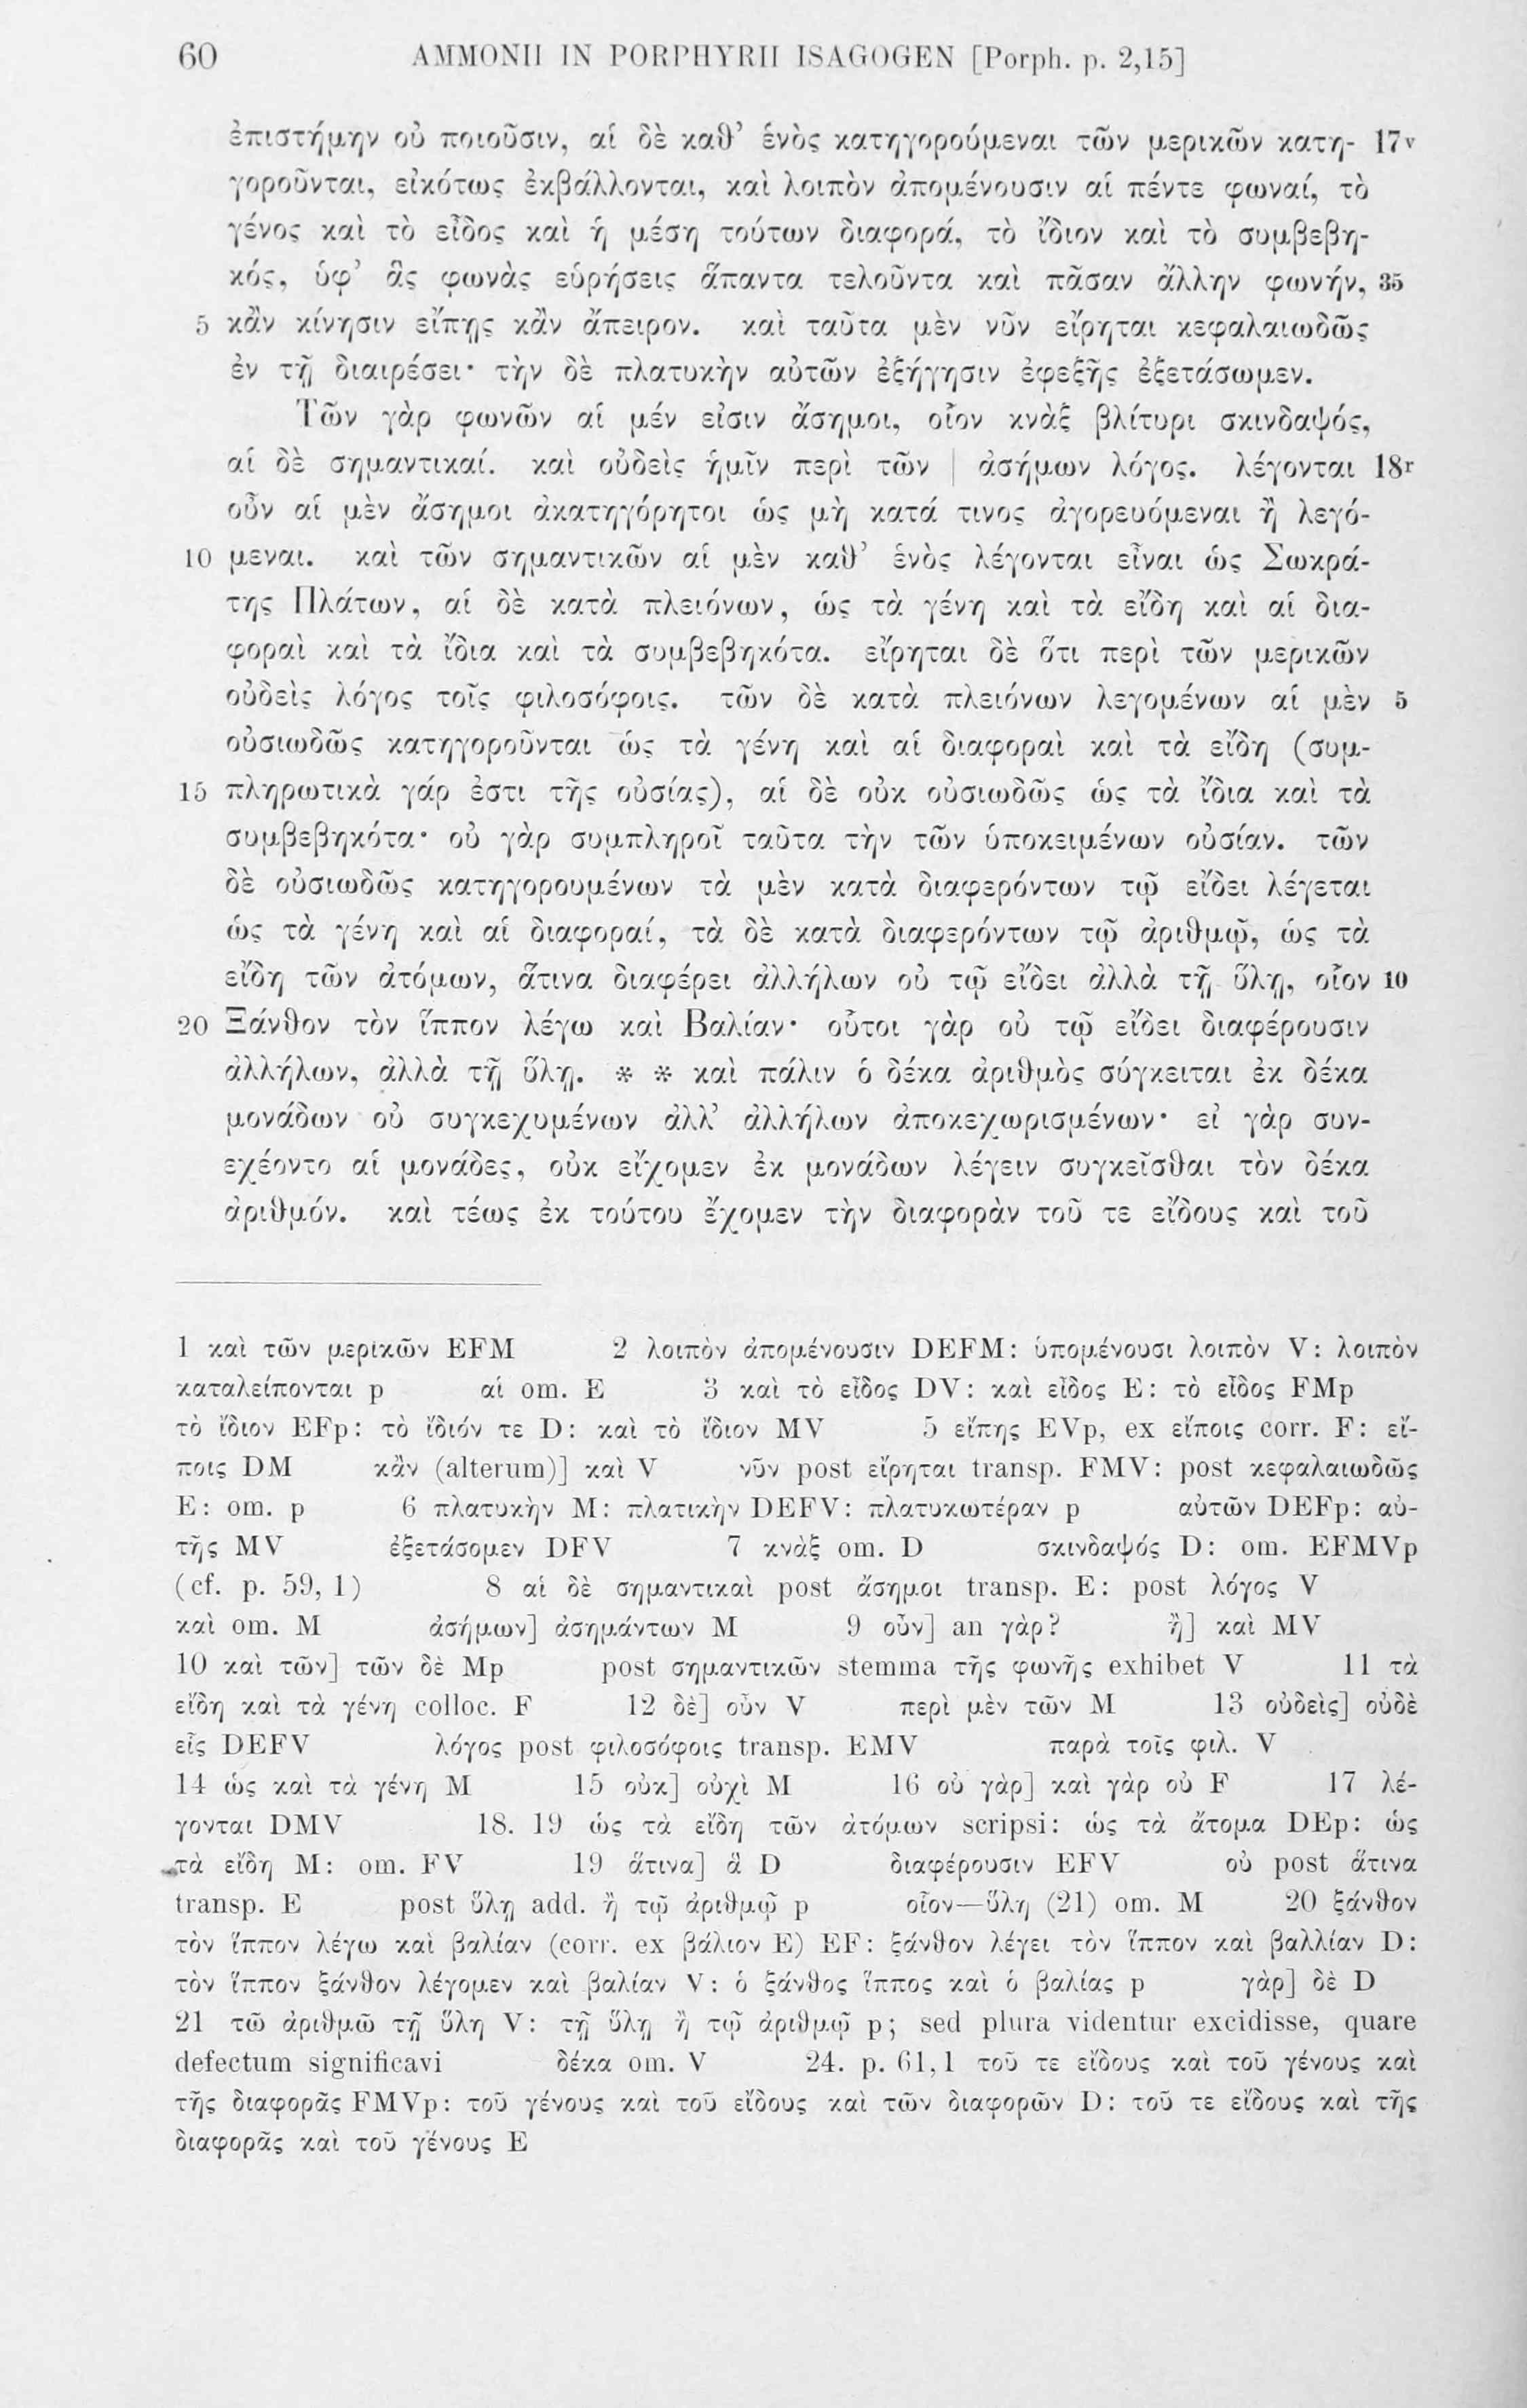 60 AMMONII IN PORPHYRII ISAGOGEN [Porph. p. 2,15]
ἐπιστήμην οὐ ποιοῦσιν, αἱ δὲ καθ’ ἑνὸς κατηγορούμεναι τῶν μερικῶν κατη- 17v
γοροῦνται, εἰκότως ἐκβάλλονται, καὶ λοιπὸν ἀπομένουσιν αἱ πέντε φωναί, τὸ
γένος καὶ τὸ εἶδος καὶ ἡ μέση τούτων διαφορά, τὸ ἴδιον καὶ τὸ συμβεβη-
κός, ὑφ’ ἃς φωνὰς εὑρήσεις ἅπαντα τελοῦντα καὶ πᾶσαν ἄλλην φωνήν, 35
5 κἂν κίνησιν εἴπῃς κἂν ἄπειρον. καὶ ταῦτα μὲν νῦν εἴρηται κεφαλαιωδῶς
ἐν τῇ διαιρέσει· τὴν δὲ πλατυκὴν αὐτῶν ἐξήγησιν ἐφεξῆς ἐξετάσωμεν.
Τῶν γὰρ φωνῶν αἱ μέν εἰσιν ἄσημοι, οἷον κνὰξ βλίτυρι σκινδαψός,
αἱ δὲ σημαντικαί. καὶ οὐδεὶς ἡμῖν περὶ τῶν | ἀσήμων λόγος. λέγονται 18r
οὖν αἱ μὲν ἄσημοι ἀκατηγόρητοι ὡς μὴ κατά τινος ἀγορευόμεναι ἢ λεγό-
10 μεναι. καὶ τῶν σημαντικῶν αἱ μὲν καθ’ ἑνὸς λέγονται εἶναι ὡς Σωκρά-
της Πλάτων, αἱ δὲ κατὰ πλειόνων, ὡς τὰ γένη καὶ τὰ εἴδη καὶ αἱ δια-
φοραὶ καὶ τὰ ἴδια καὶ τὰ συμβεβηκότα. εἴρηται δὲ ὅτι περὶ τῶν μερικῶν
οὐδεὶς λόγος τοῖς φιλοσόφοις. τῶν δὲ κατὰ πλειόνων λεγομένων αἱ μὲν 5
οὐσιωδῶς κατηγοροῦνται ὡς τὰ γένη καὶ αἱ διαφοραὶ καὶ τὰ εἴδη (συμ-
15 πληρωτικὰ γάρ ἐστι τῆς οὐσίας), αἱ δὲ οὐκ οὐσιωδῶς ὡς τὰ ἴδια καὶ τὰ
συμβεβηκότα· οὐ γὰρ συμπληροῖ ταῦτα τὴν τῶν ὑποκειμένων οὐσίαν. τῶν
δὲ οὐσιωδῶς κατηγορουμένων τὰ μὲν κατὰ διαφερόντων τῷ εἴδει λέγεται
ὡς τὰ γένη καὶ αἱ διαφοραί, τὰ δὲ κατὰ διαφερόντων τῷ ἀριθμῷ, ὡς τὰ
εἴδη τῶν ἀτόμων, ἅτινα διαφέρει ἀλλήλων οὐ τῷ εἴδει ἀλλὰ τῇ ὕλῃ, οἷον 10
20 Ξάνθον τὸν ἵππον λέγω καὶ Βαλίαν· οὗτοι γὰρ οὐ τῷ εἴδει διαφέρουσιν
ἀλλήλων, ἀλλὰ τῇ ὕλῃ. * * καὶ πάλιν ὁ δέκα ἀριθμὸς σύγκειται ἐκ δέκα
μονάδων οὐ συγκεχυμένων ἀλλ’ ἀλλήλων ἀποκεχωρισμένων· εἰ γὰρ συν-
εχέοντο αἱ μονάδες, οὐκ εἴχομεν ἐκ μονάδων λέγειν συγκεῖσθαι τὸν δέκα
ἀριθμόν. καὶ τέως ἐκ τούτου ἔχομεν τὴν διαφορὰν τοῦ τε εἴδους καὶ τοῦ
1 καὶ τῶν μερικῶν EFM 2 λοιπὸν ἀπομένουσιν DEFM: ὑπομένουσι λοιπὸν V: λοιπὸν
καταλείπονται p αἱ om. E 3 καὶ τὸ εἶδος DV: καὶ εἶδος E: τὸ εἶδος FMp
τὸ ἴδιον EFp: τὸ ἴδιόν τε D: καὶ τὸ ἴδιον MV 5 εἴπῃς EVp, ex εἴποις corr. F: εἴ-
ποις DM κἂν (alterum)] καὶ V νῦν post εἴρηται transp. FMV: post κεφαλαιωδῶς
E: om. p 6 πλατυκὴν M: πλατικὴν DEFV: πλατυκωτέραν p αὐτῶν DEFp: αὐ-
τῆς MV ἐξετάσομεν DFV 7 κνὰξ om. D σκινδαψός D: om. EFMVp
(cf. p. 59, 1) 8 αἱ δὲ σημαντικαὶ post ἄσημοι transp. E: post λόγος V
καὶ om. M ἀσήμων] ἀσημάντων M 9 οὖν] an γὰρ? ἢ] καὶ MV
10 καὶ τῶν] τῶν δὲ Mp post σημαντικῶν stemma τῆς φωνῆς exhibet V 11 τὰ
εἴδη καὶ τὰ γένη colloc. F 12 δὲ] οὖν V περὶ μὲν τῶν M 13 οὐδεὶς] οὐδὲ
εἷς DEFV λόγος post φιλοσόφοις transp. EMV παρὰ τοῖς φιλ. V
14 ὡς καὶ τὰ γένη M 15 οὐκ] οὐχὶ M 16 οὐ γὰρ] καὶ γὰρ οὐ F 17 λέ-
γονται DMV 18. 19 ὡς τὰ εἴδη τῶν ἀτόμων scripsi: ὡς τὰ ἄτομα DEp: ὡς
τὰ εἴδη M: om. FV 19 ἅτινα] ἃ D διαφέρουσιν EFV οὐ post ἅτινα
transp. E post ὕλῃ add. ἢ τῷ ἀριθμῷ p οἷον—ὕλη (21) om. M 20 ξάνθον
τὸν ἵππον λέγω καὶ βαλίαν (corr. ex βάλιον E) EF: ξάνθον λέγει τὸν ἵππον καὶ βαλλίαν D:
τὸν ἵππον ξάνθον λέγομεν καὶ βαλίαν V: ὁ ξάνθος ἵππος καὶ ὁ βαλίας p γὰρ] δὲ D
21 τῶ ἀριθμῶ τῇ ὕλη V: τῇ ὕλῃ ἢ τῷ ἀριθμῷ p; sed plura videntur excidisse, quare
defectum significavi δέκα om. V 24. p. 61,1 τοῦ τε εἴδους καὶ τοῦ γένους καὶ
τῆς διαφορᾶς FMVp: τοῦ γένους καὶ τοῦ εἴδους καὶ τῶν διαφορῶν D: τοῦ τε εἴδους καὶ τῆς
διαφορᾶς καὶ τοῦ γένους E